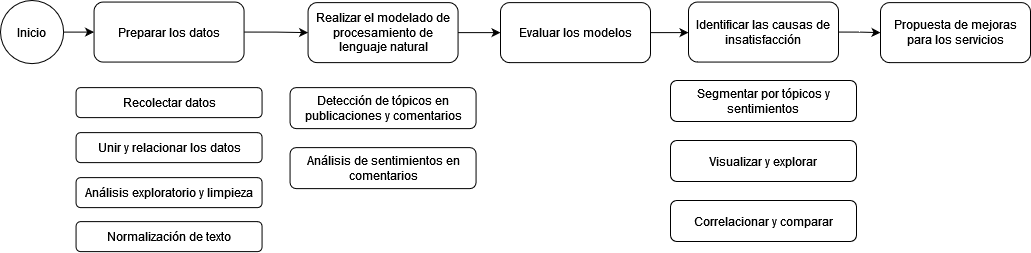 Inicio
Preparar los datos
Realizar el modelado de
procesamiento de
lenguaje natural
Evaluar los modelos
Identificar las causas de
insatisfacción
Propuesta de mejoras
para los servicios
Recolectar datos
Unir y relacionar los datos
Análisis exploratorio y limpieza
Normalización de texto
Detección de tópicos en
publicaciones y comentarios
Análisis de sentimientos en
comentarios
Segmentar por tópicos y
sentimientos
Visualizar y explorar
Correlacionar y comparar